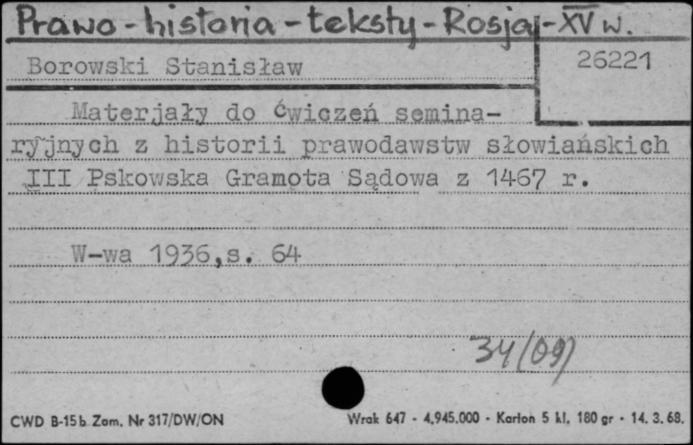 Prawo - historia - teksty - Rosja - XV w.
Borowski Stanisław
26221
Materjały do ćwiczeń semina-
ryjnych z historii prawodawstw słowiańskich
III Pskowska Gramota Sądowa z 1467 r.
W-wa 1936,s. 64
34(09)
CWD B-15b Zam. Nr 317/DW/ON
Wrak 647 - 4.945.000 - Karton 5 kl. 180 gr - 14. 3. 68.